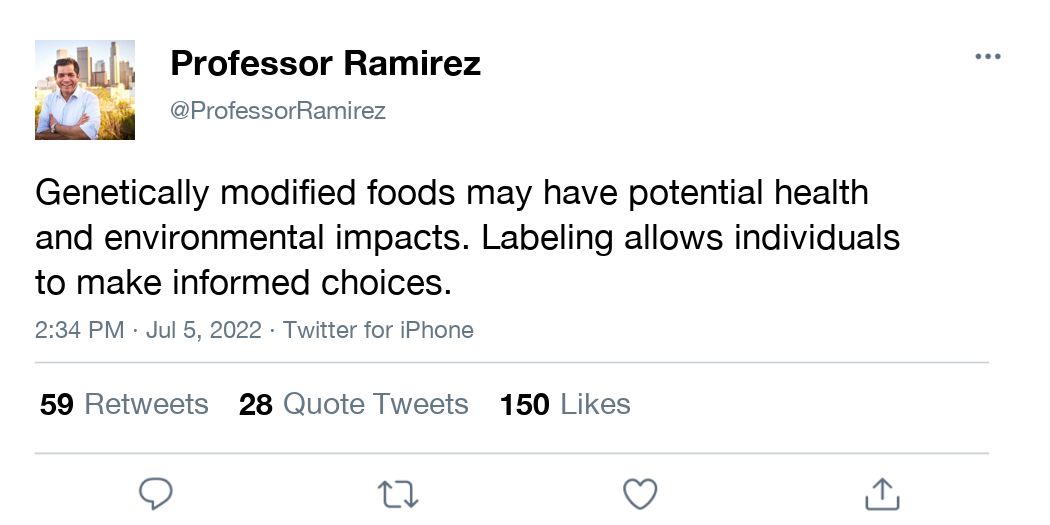 Professor Ramirez
@ProfessorRamirez
Genetically modified foods may have potential health
and environmental impacts. Labeling allows individuals
to make informed choices.
2:34 PM · Jul 5, 2022 · Twitter for iPhone
59 Retweets 28 Quote Tweets 150 Likes